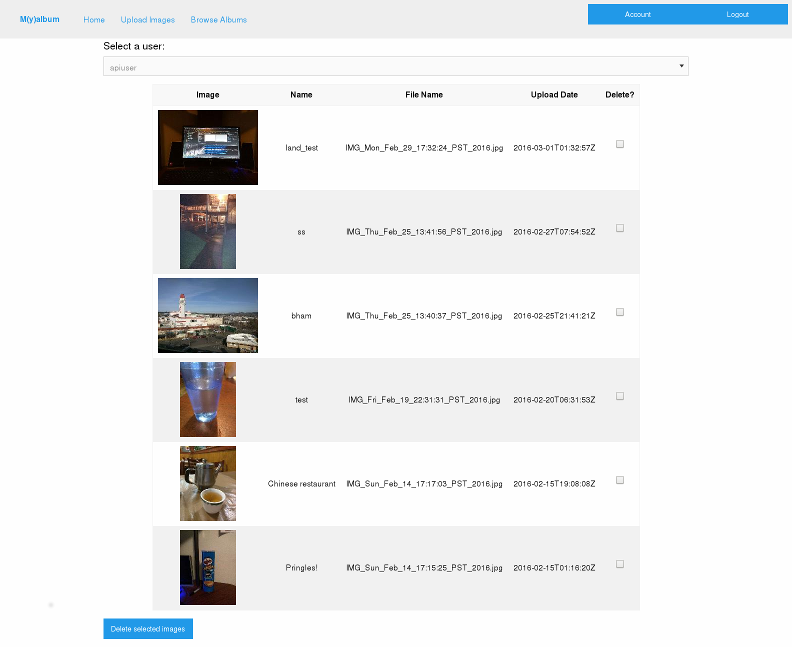 M(y)album Home Upload Images Browse Albums Account Logout
Select a user:
apiuser
Image Name File Name Upload Date Delete?
land_test IMG_Mon_Feb_29_17:32:24_PST_2016.jpg 2016-03-01T01:32:57Z
ss IMG_Thu_Feb_25_13:41:56_PST_2016.jpg 2016-02-27T07:54:52Z
bham IMG_Thu_Feb_25_13:40:37_PST_2016.jpg 2016-02-25T21:41:21Z
test IMG_Fri_Feb_19_22:31:31_PST_2016.jpg 2016-02-20T06:31:53Z
Chinese restaurant IMG_Sun_Feb_14_17:17:03_PST_2016.jpg 2016-02-15T19:08:08Z
Pringles! IMG_Sun_Feb_14_17:15:25_PST_2016.jpg 2016-02-15T01:16:20Z
Delete selected images